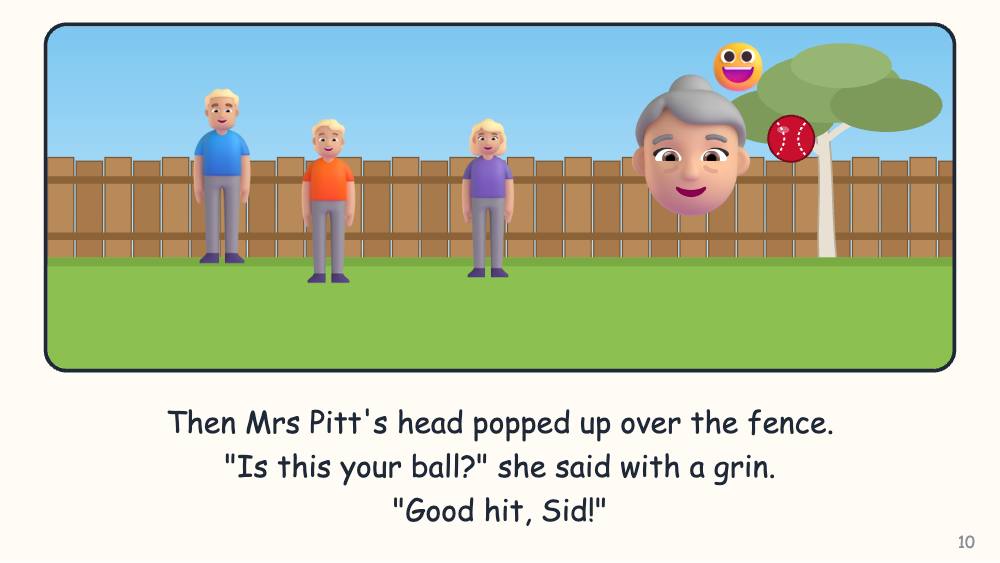 Then Mrs Pitt's head popped up over the fence.
"Is this your ball?" she said with a grin.
"Good hit, Sid!"
10